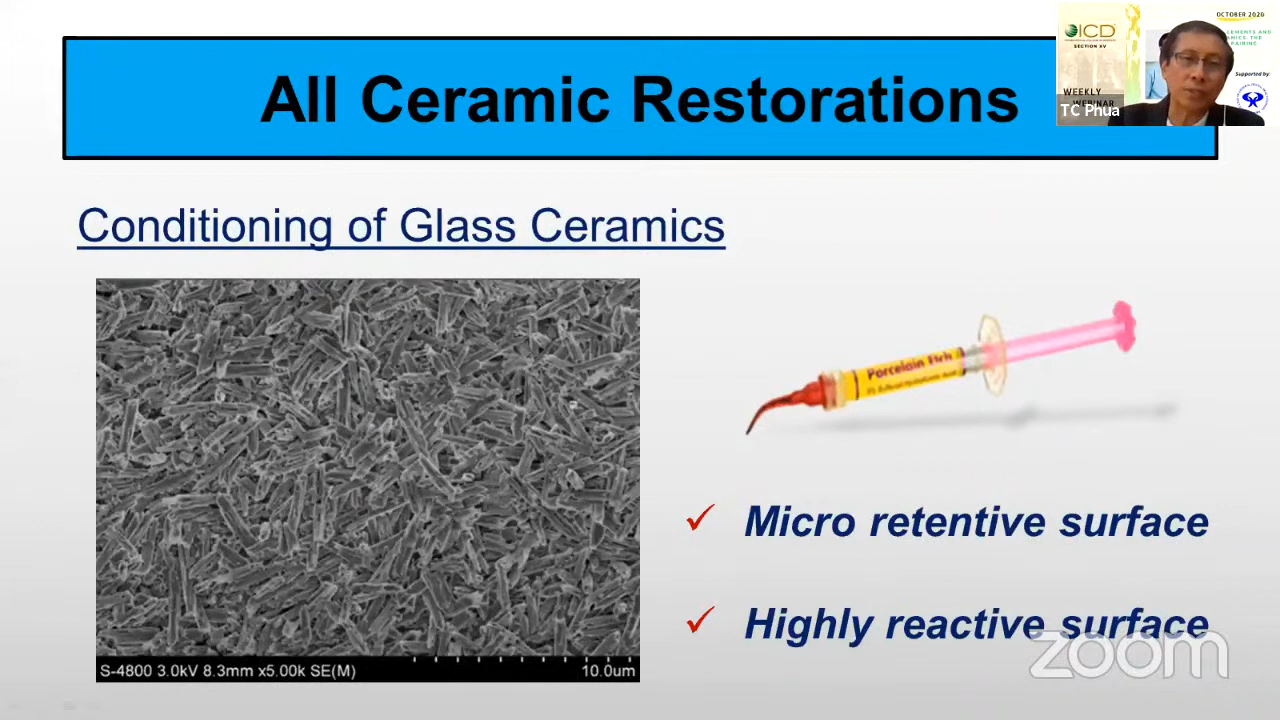 All Ceramic Restorations
OCTOBER 2020
ICD
SECTION XV
Supported by:
WEEKLY
WEBINAR
TC Phua
Conditioning of Glass Ceramics
Porcelain Etch
Micro retentive surface
Highly reactive surface
S-4800 3.0kV 8.3mm x5.00k SE(M)
10.0um
zoom